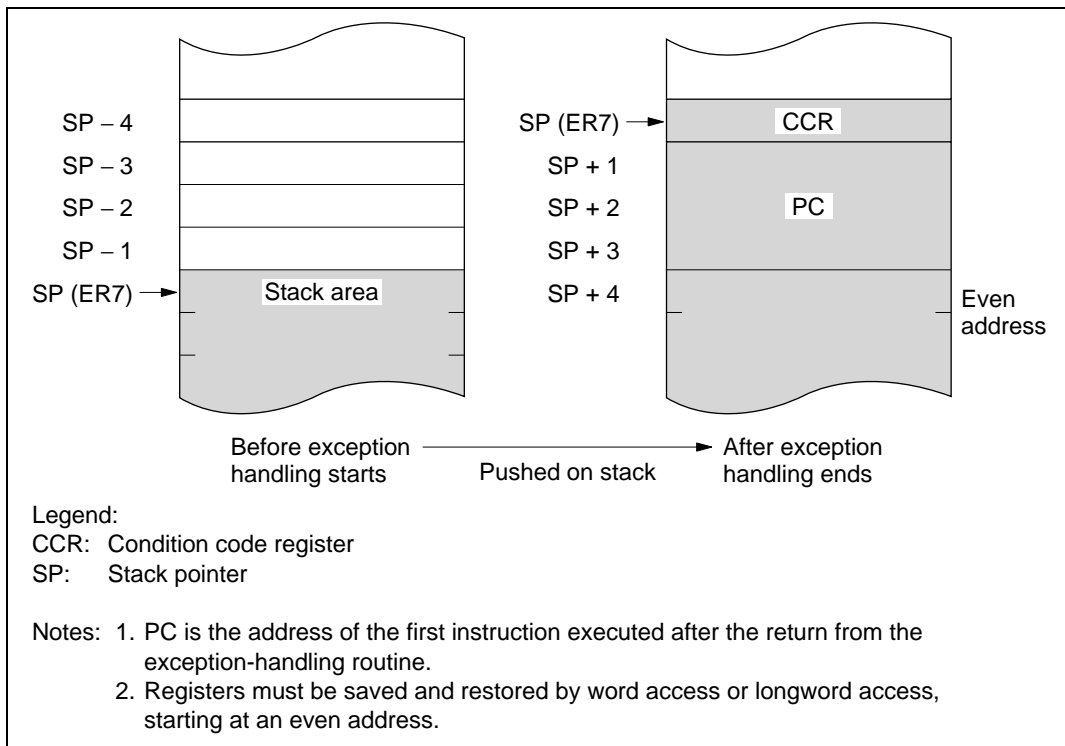 SP – 4
SP – 3
SP – 2
SP – 1
SP (ER7)
Stack area
SP (ER7)
SP + 1
SP + 2
SP + 3
SP + 4
CCR
PC
Even
address
Before exception
handling starts
Pushed on stack
After exception
handling ends
Legend:
CCR: Condition code register
SP: Stack pointer
Notes: 1. PC is the address of the first instruction executed after the return from the
exception-handling routine.
2. Registers must be saved and restored by word access or longword access,
starting at an even address.